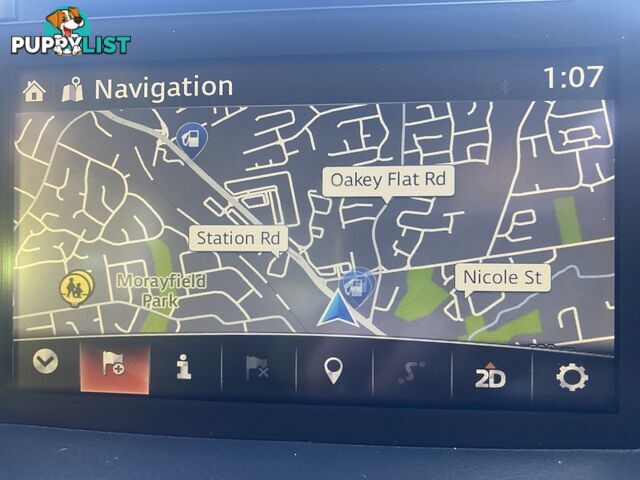 PUPPYLIST
Navigation
1:07
Oakey Flat Rd
Station Rd
Nicole St
Morayfield
Park
2D